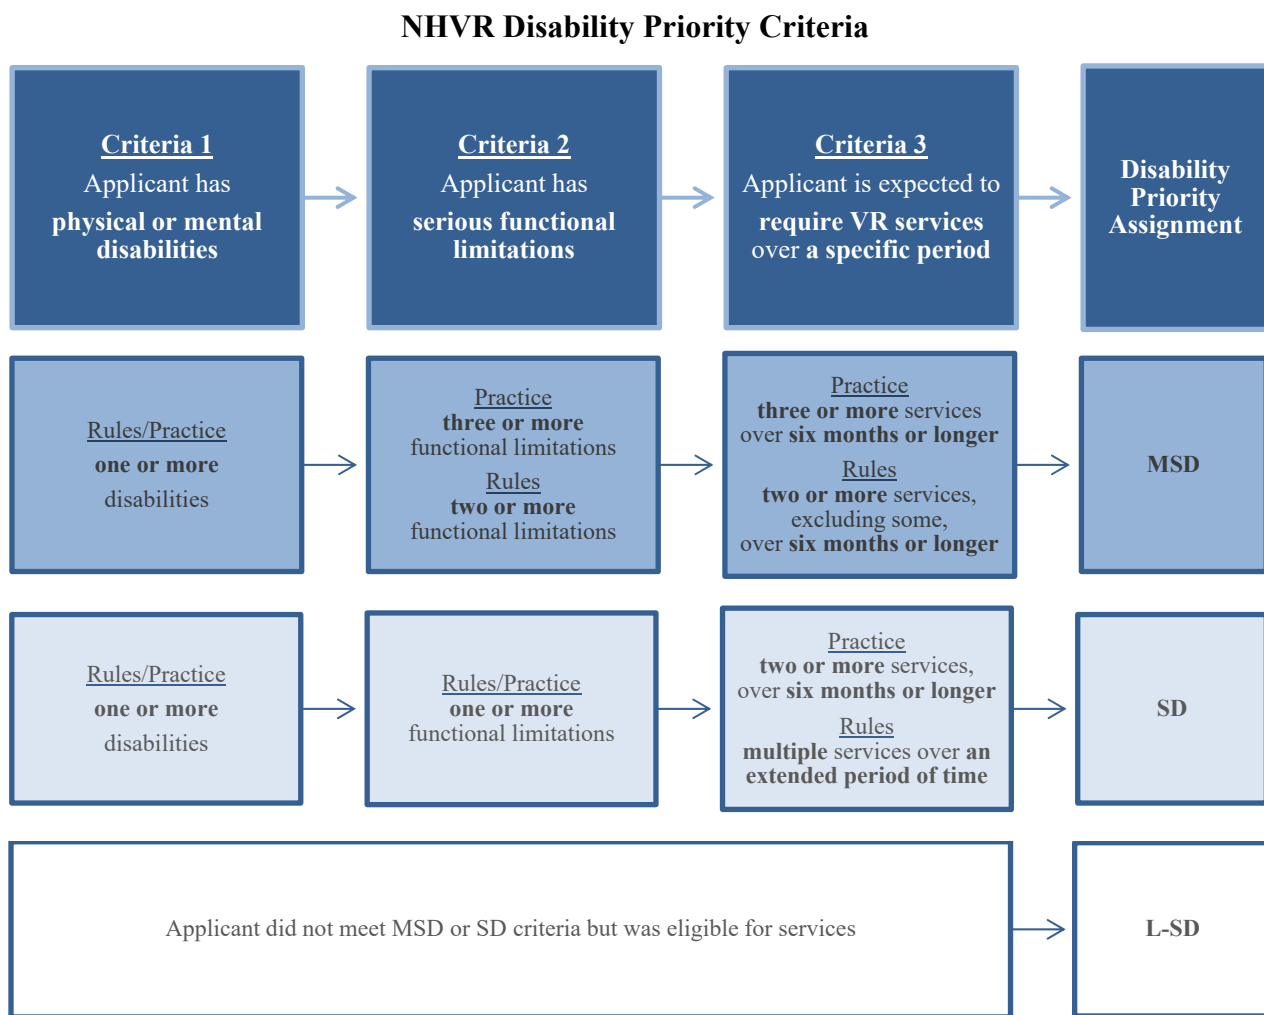 NHVR Disability Priority Criteria
Criteria 1
Applicant has
physical or mental
disabilities
Criteria 2
Applicant has
serious functional
limitations
Criteria 3
Applicant is expected to
require VR services
over a specific period
Disability
Priority
Assignment
Rules/Practice
one or more
disabilities
Practice
three or more
functional limitations
Rules
two or more
functional limitations
Practice
three or more services
over six months or longer
Rules
two or more services,
excluding some,
over six months or longer
MSD
Rules/Practice
one or more
disabilities
Rules/Practice
one or more
functional limitations
Practice
two or more services,
over six months or longer
Rules
multiple services over an
extended period of time
SD
Applicant did not meet MSD or SD criteria but was eligible for services
L-SD